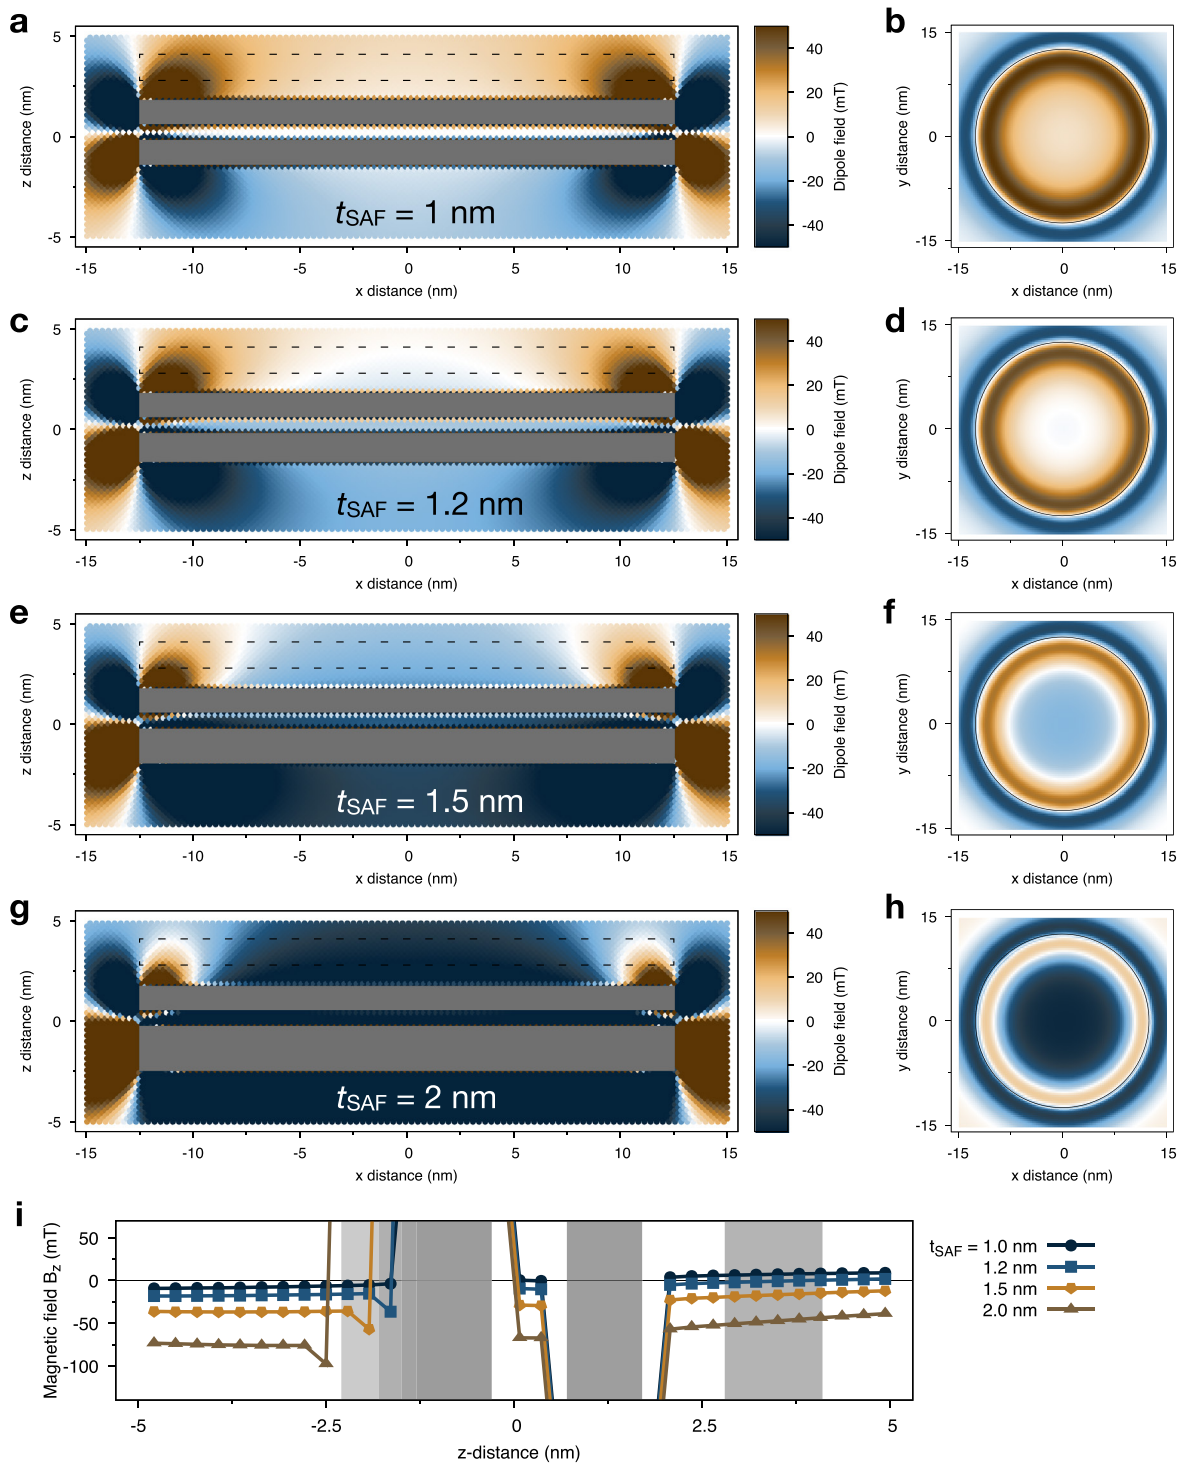 a
z distance (nm)
5
0
-5
tSAF = 1 nm
-15
-10
-5
0
5
10
15
x distance (nm)
40
20
0
-20
-40
Dipole field (mT)
b
y distance (nm)
15
0
-15
-15
0
15
x distance (nm)
c
z distance (nm)
5
0
-5
tSAF = 1.2 nm
-15
-10
-5
0
5
10
15
x distance (nm)
40
20
0
-20
-40
Dipole field (mT)
d
y distance (nm)
15
0
-15
-15
0
15
x distance (nm)
e
z distance (nm)
5
0
-5
tSAF = 1.5 nm
-15
-10
-5
0
5
10
15
x distance (nm)
40
20
0
-20
-40
Dipole field (mT)
f
y distance (nm)
15
0
-15
-15
0
15
x distance (nm)
g
z distance (nm)
5
0
-5
tSAF = 2 nm
-15
-10
-5
0
5
10
15
x distance (nm)
40
20
0
-20
-40
Dipole field (mT)
h
y distance (nm)
15
0
-15
-15
0
15
x distance (nm)
i
Magnetic field Bz (mT)
50
0
-50
-100
-5
-2.5
0
2.5
5
z-distance (nm)
tSAF = 1.0 nm
1.2 nm
1.5 nm
2.0 nm